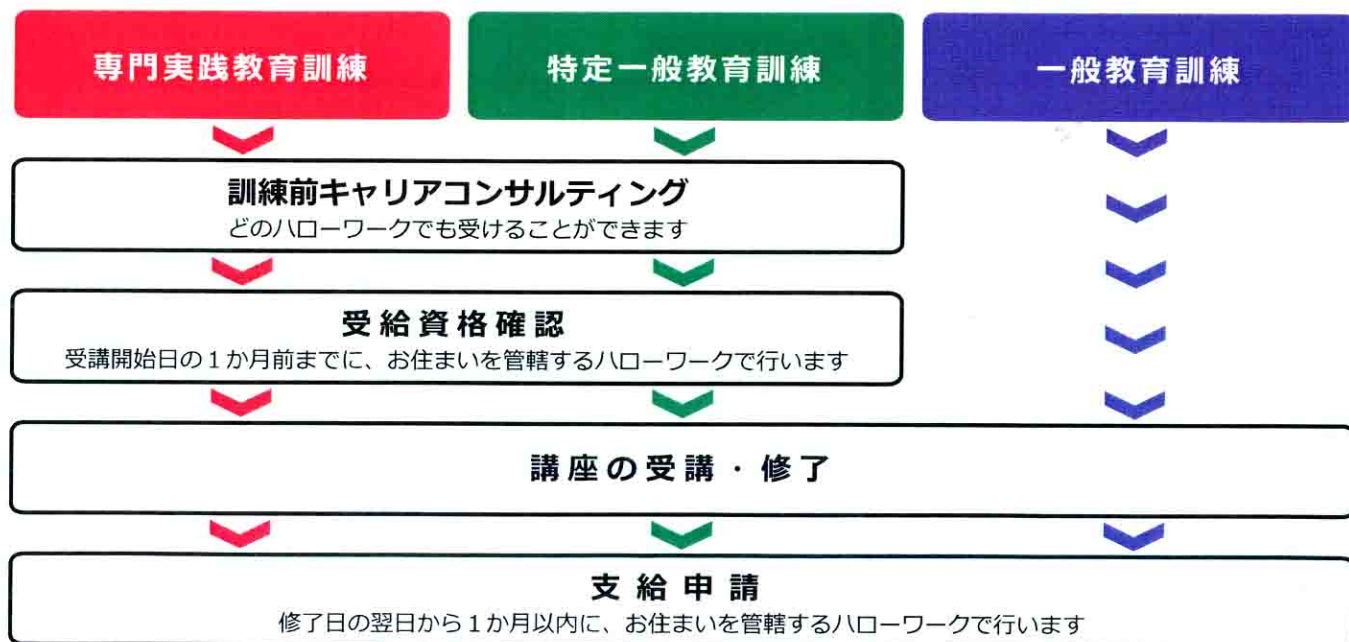 専門実践教育訓練
特定一般教育訓練
一般教育訓練
訓練前キャリアコンサルティング
どのハローワークでも受けることができます
受給資格確認
受講開始日の1か月前までに、お住まいを管轄するハローワークで行います
講座の受講・修了
支給申請
修了日の翌日から1か月以内に、お住まいを管轄するハローワークで行います